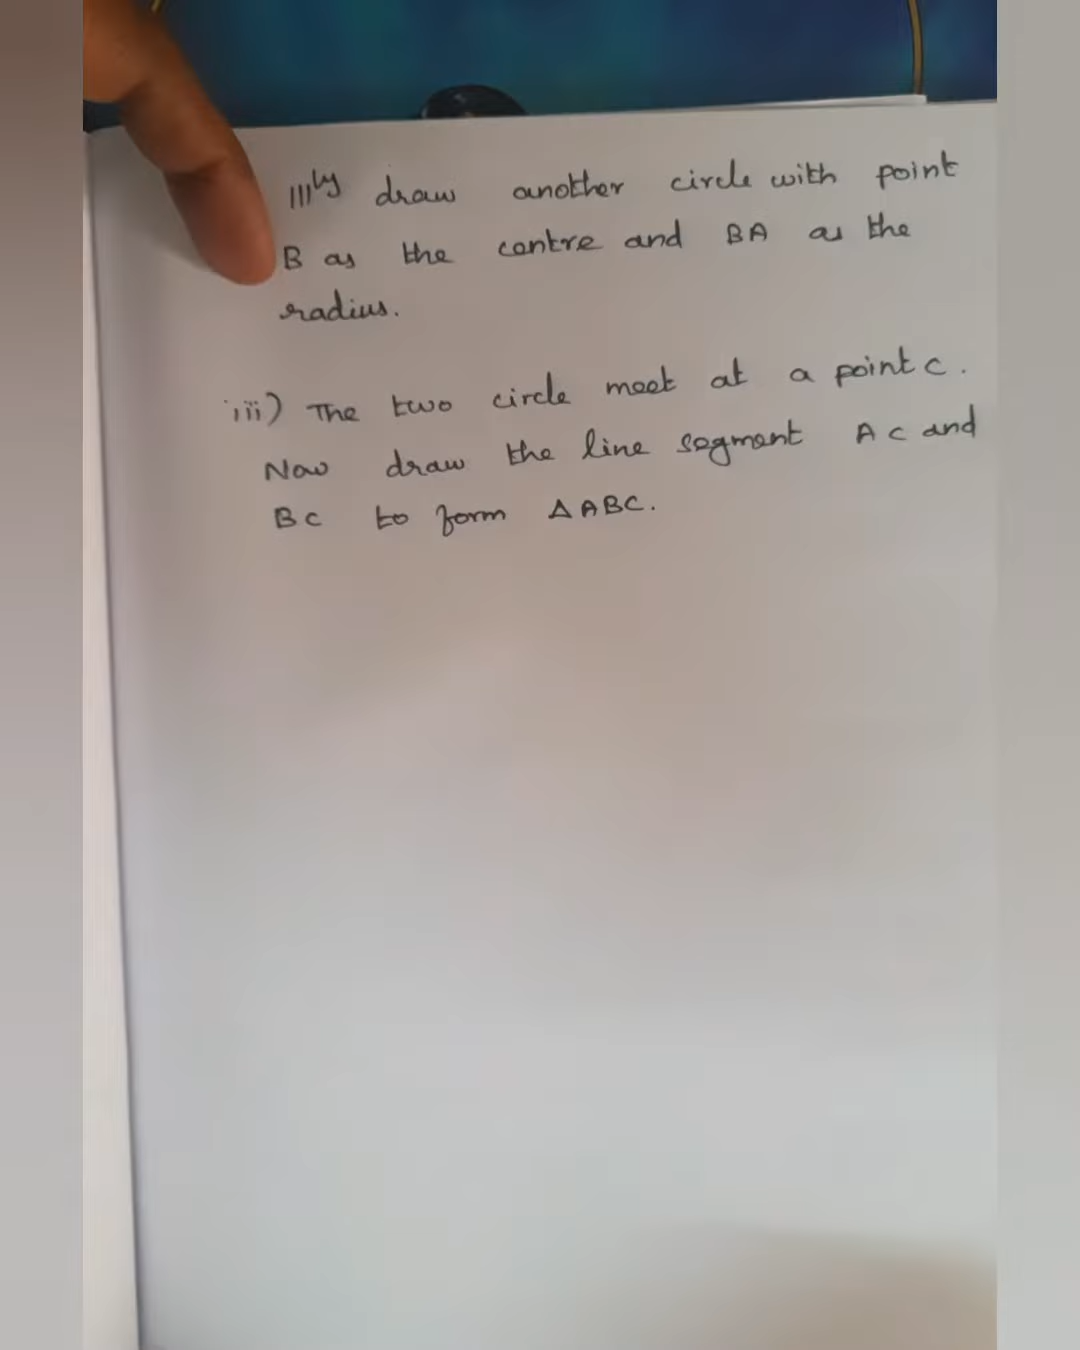 111ly draw another circle with point
B as the centre and BA as the
radius.
iii) The two circle meet at a point C.
Now draw the line segment AC and
BC to form ΔABC.